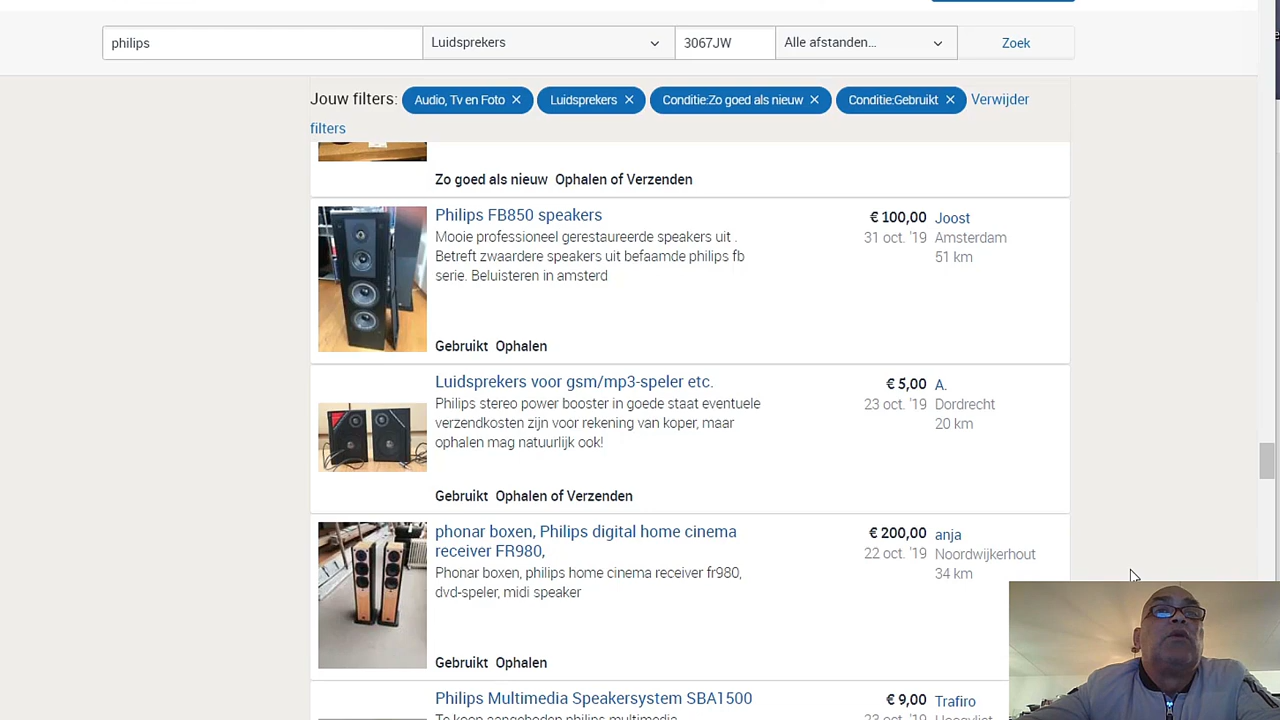 philips
Luidsprekers
3067JW
Alle afstanden...
Zoek
Jouw filters:
Audio, Tv en Foto ×
Luidsprekers ×
Conditie:Zo goed als nieuw ×
Conditie:Gebruikt ×
Verwijder
filters
Zo goed als nieuw Ophalen of Verzenden
Philips FB850 speakers
Mooie professioneel gerestaureerde speakers uit .
Betreft zwaardere speakers uit befaamde philips fb
serie. Beluisteren in amsterd
Gebruikt Ophalen
€ 100,00 Joost
31 oct. '19 Amsterdam
51 km
Luidsprekers voor gsm/mp3-speler etc.
Philips stereo power booster in goede staat eventuele
verzendkosten zijn voor rekening van koper, maar
ophalen mag natuurlijk ook!
Gebruikt Ophalen of Verzenden
€ 5,00 A.
23 oct. '19 Dordrecht
20 km
phonar boxen, Philips digital home cinema
receiver FR980,
Phonar boxen, philips home cinema receiver fr980,
dvd-speler, midi speaker
Gebruikt Ophalen
€ 200,00 anja
22 oct. '19 Noordwijkerhout
34 km
Philips Multimedia Speakersystem SBA1500
€ 9,00 Trafiro